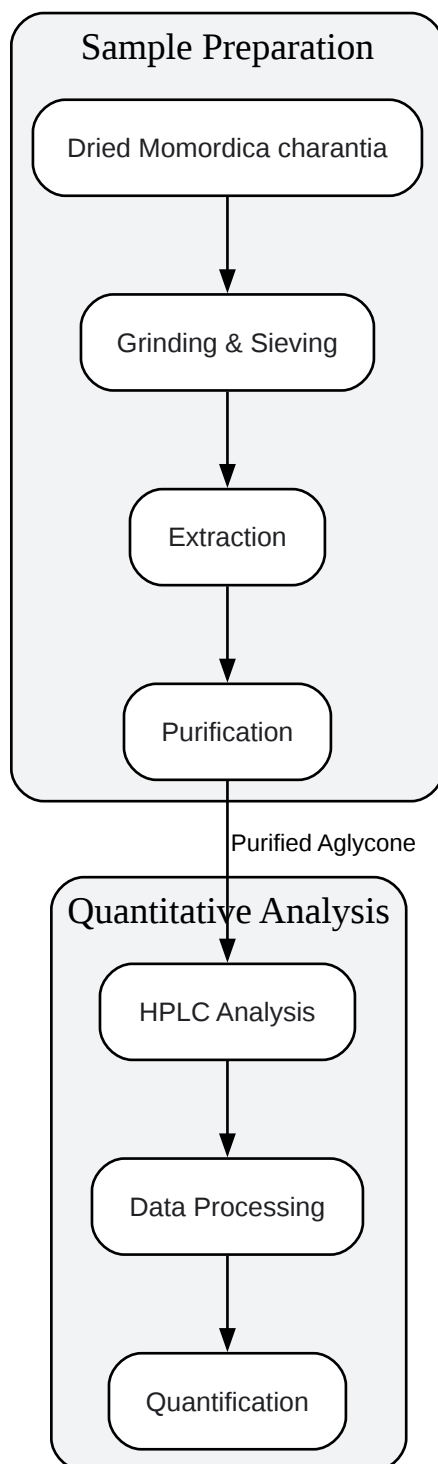 Sample Preparation
Dried Momordica charantia
Grinding & Sieving
Extraction
Purification
Purified Aglycone
Quantitative Analysis
HPLC Analysis
Data Processing
Quantification